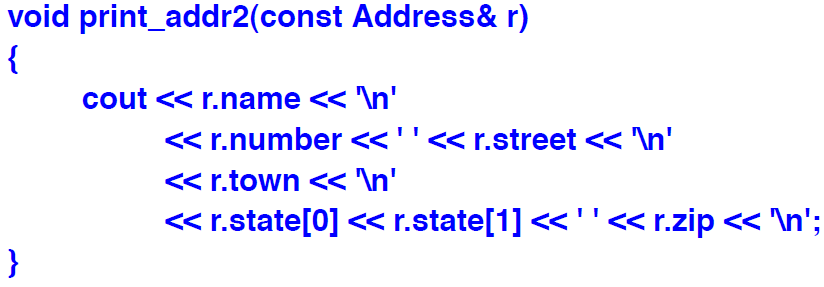 void print_addr2(const Address& r)
{
cout << r.name << '\n'
<< r.number << ' ' << r.street << '\n'
<< r.town << '\n'
<< r.state[0] << r.state[1] << ' ' << r.zip << '\n';
}